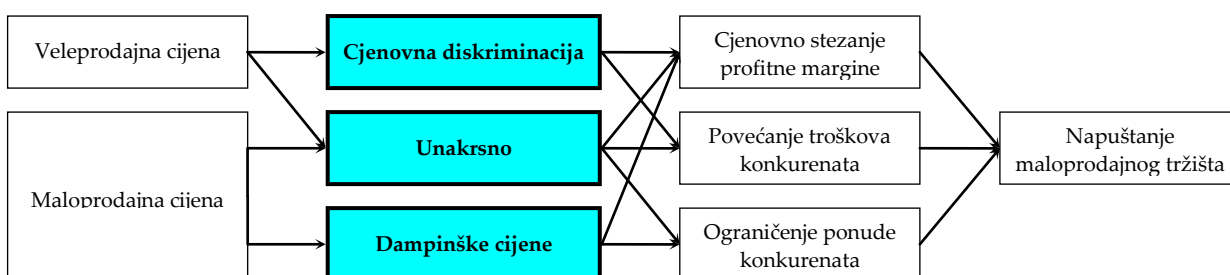 Veleprodajna cijena
Maloprodajna cijena
Cjenovna diskriminacija
Unakrsno
Dampinške cijene
Cjenovno stezanje
profitne margine
Povećanje troškova
konkurenata
Ograničenje ponude
konkurenata
Napuštanje
maloprodajnog tržišta